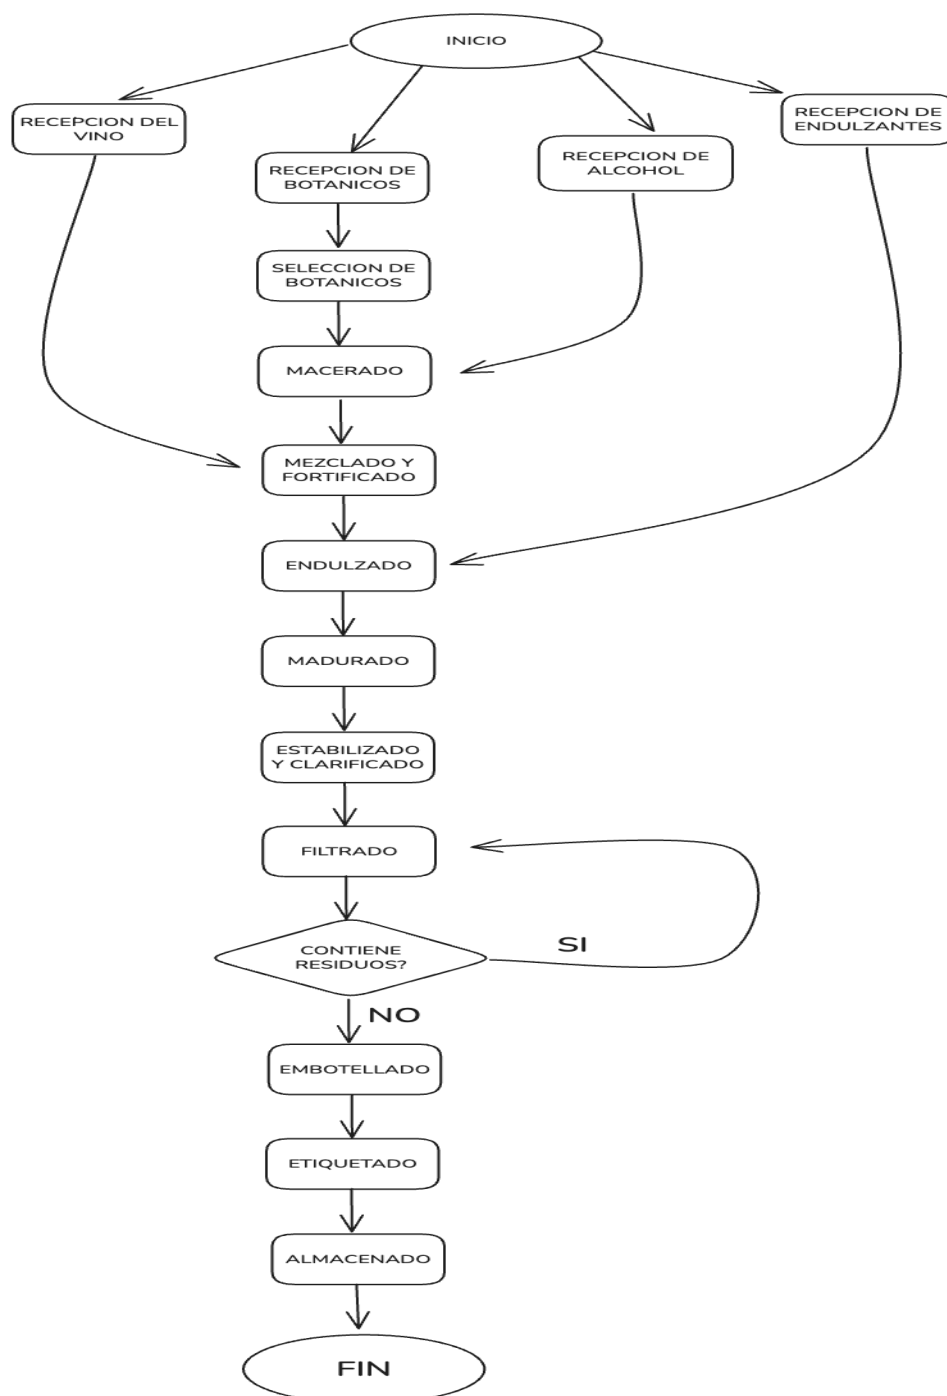 INICIO
RECEPCION DEL
VINO
RECEPCION DE
BOTANICOS
RECEPCION DE
ALCOHOL
RECEPCION DE
ENDULZANTES
SELECCION DE
BOTANICOS
MACERADO
MEZCLADO Y
FORTIFICADO
ENDULZADO
MADURADO
ESTABILIZADO
Y CLARIFICADO
FILTRADO
CONTIENE
RESIDUOS?
SI
NO
EMBOTELLADO
ETIQUETADO
ALMACENADO
FIN